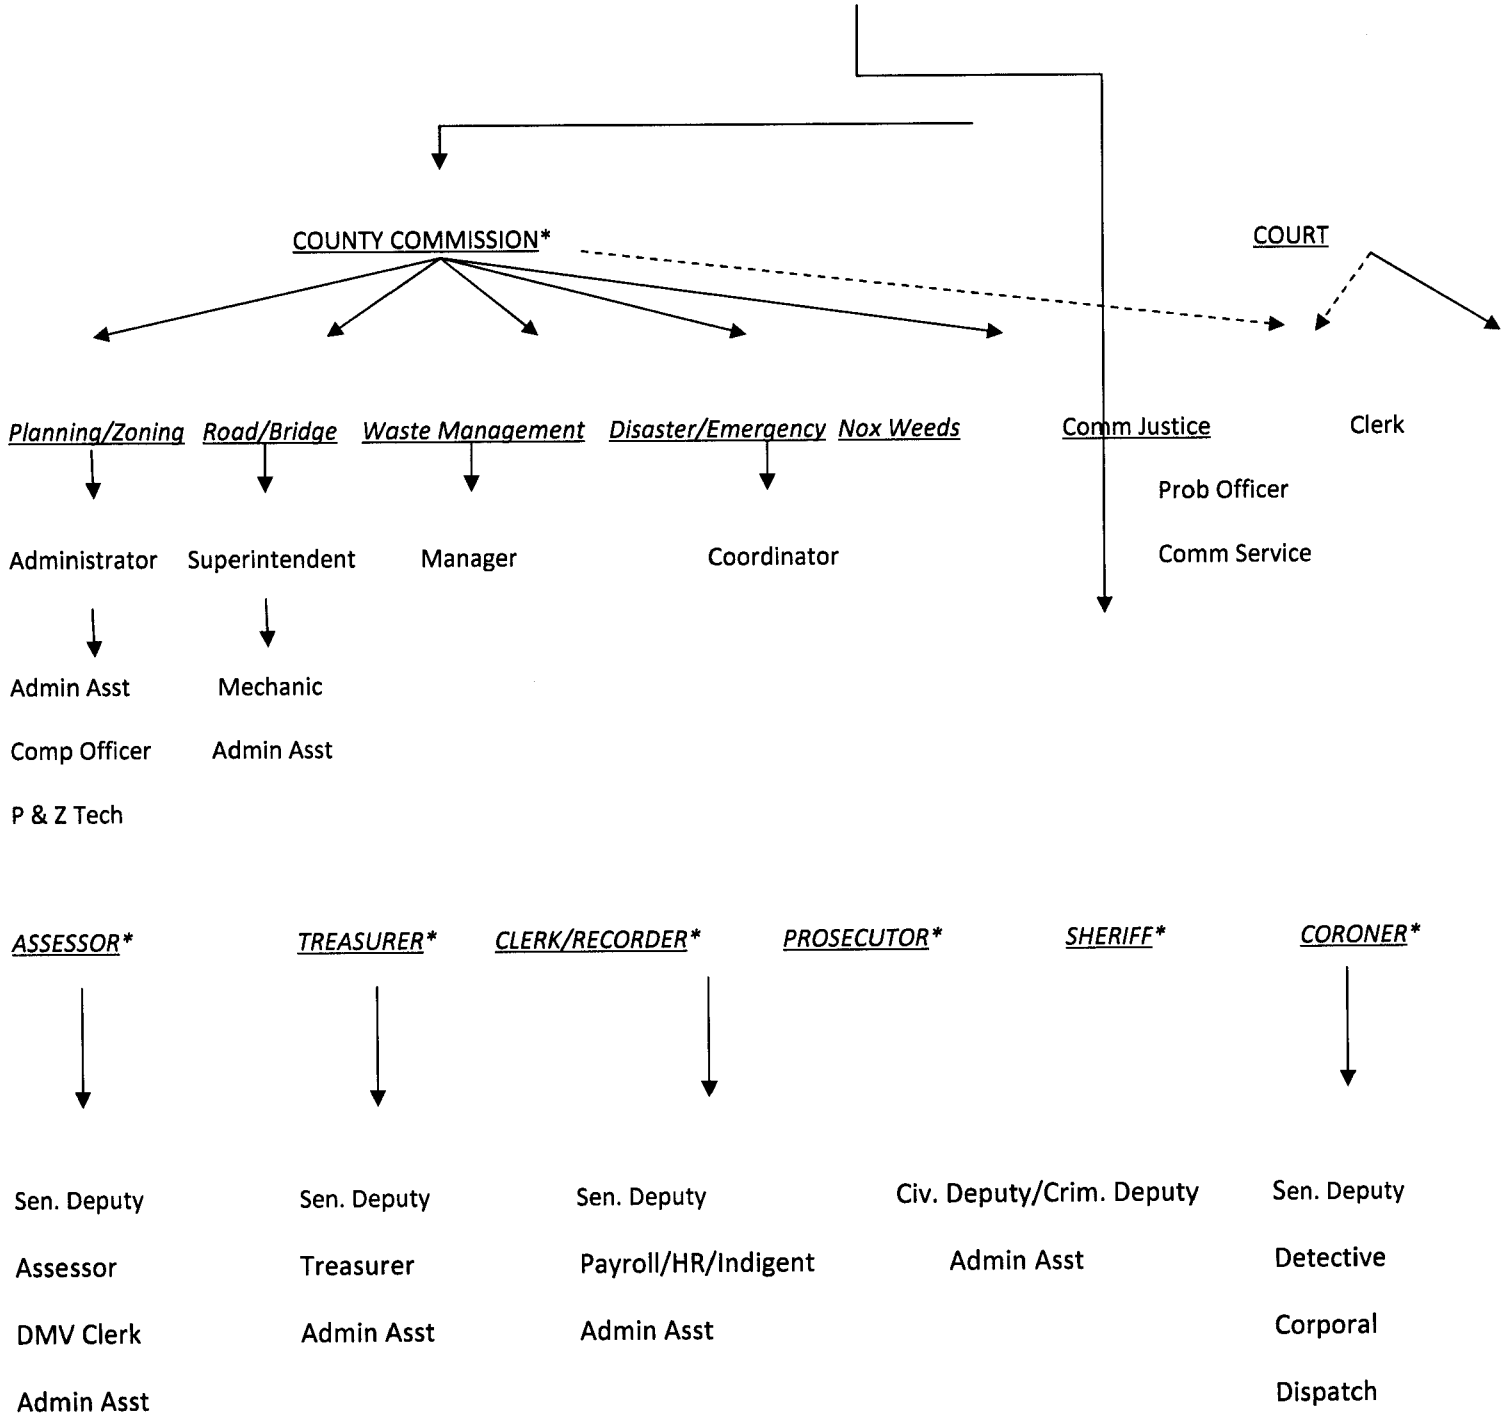 COUNTY COMMISSION*
COURT
Planning/Zoning Road/Bridge Waste Management Disaster/Emergency Nox Weeds Comm Justice Clerk
Prob Officer
Administrator Superintendent Manager Coordinator Comm Service
Admin Asst Mechanic
Comp Officer Admin Asst
P & Z Tech
ASSESSOR* TREASURER* CLERK/RECORDER* PROSECUTOR* SHERIFF* CORONER*
Sen. Deputy Sen. Deputy Sen. Deputy Civ. Deputy/Crim. Deputy Sen. Deputy
Assessor Treasurer Payroll/HR/Indigent Admin Asst Detective
DMV Clerk Admin Asst Admin Asst Corporal
Admin Asst Dispatch